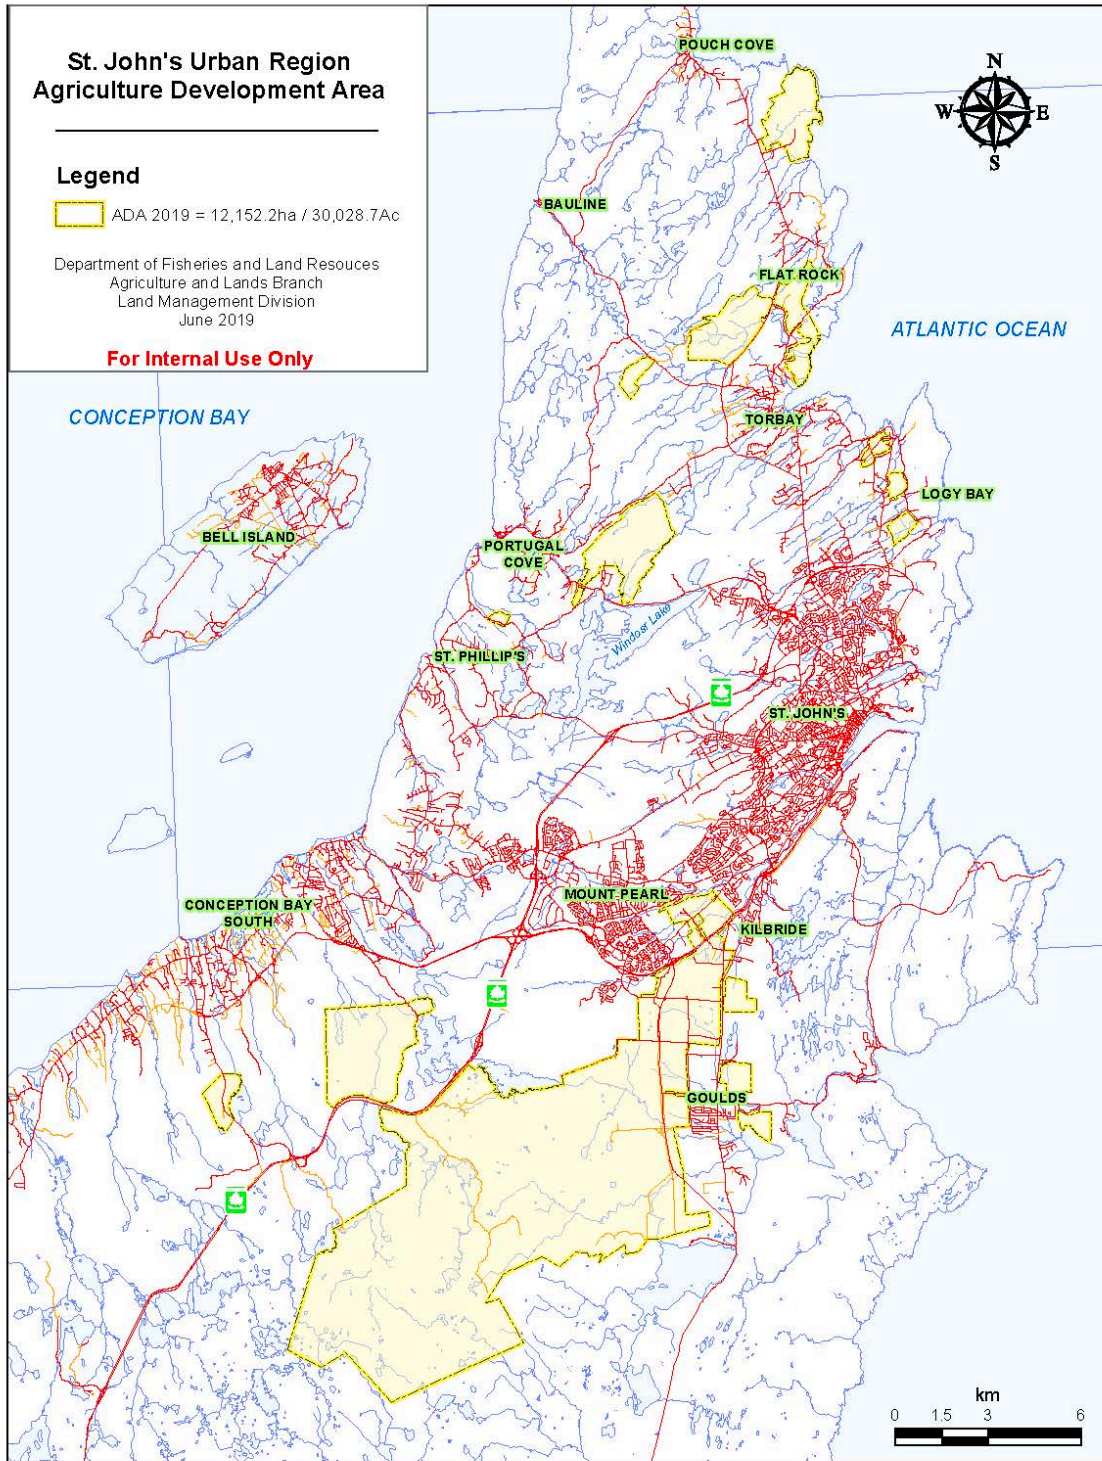 St. John's Urban Region
Agriculture Development Area
Legend
ADA 2019 = 12,152.2ha / 30,028.7Ac
Department of Fisheries and Land Resouces
Agriculture and Lands Branch
Land Management Division
June 2019
For Internal Use Only
N
W
E
S
POUCH COVE
BAULINE
FLAT ROCK
ATLANTIC OCEAN
CONCEPTION BAY
TORBAY
LOGY BAY
BELL ISLAND
PORTUGAL
COVE
Windosr Lake
ST. PHILLIP'S
ST. JOHN'S
MOUNT PEARL
CONCEPTION BAY
SOUTH
KILBRIDE
GOULDS
km
0 1.5 3 6